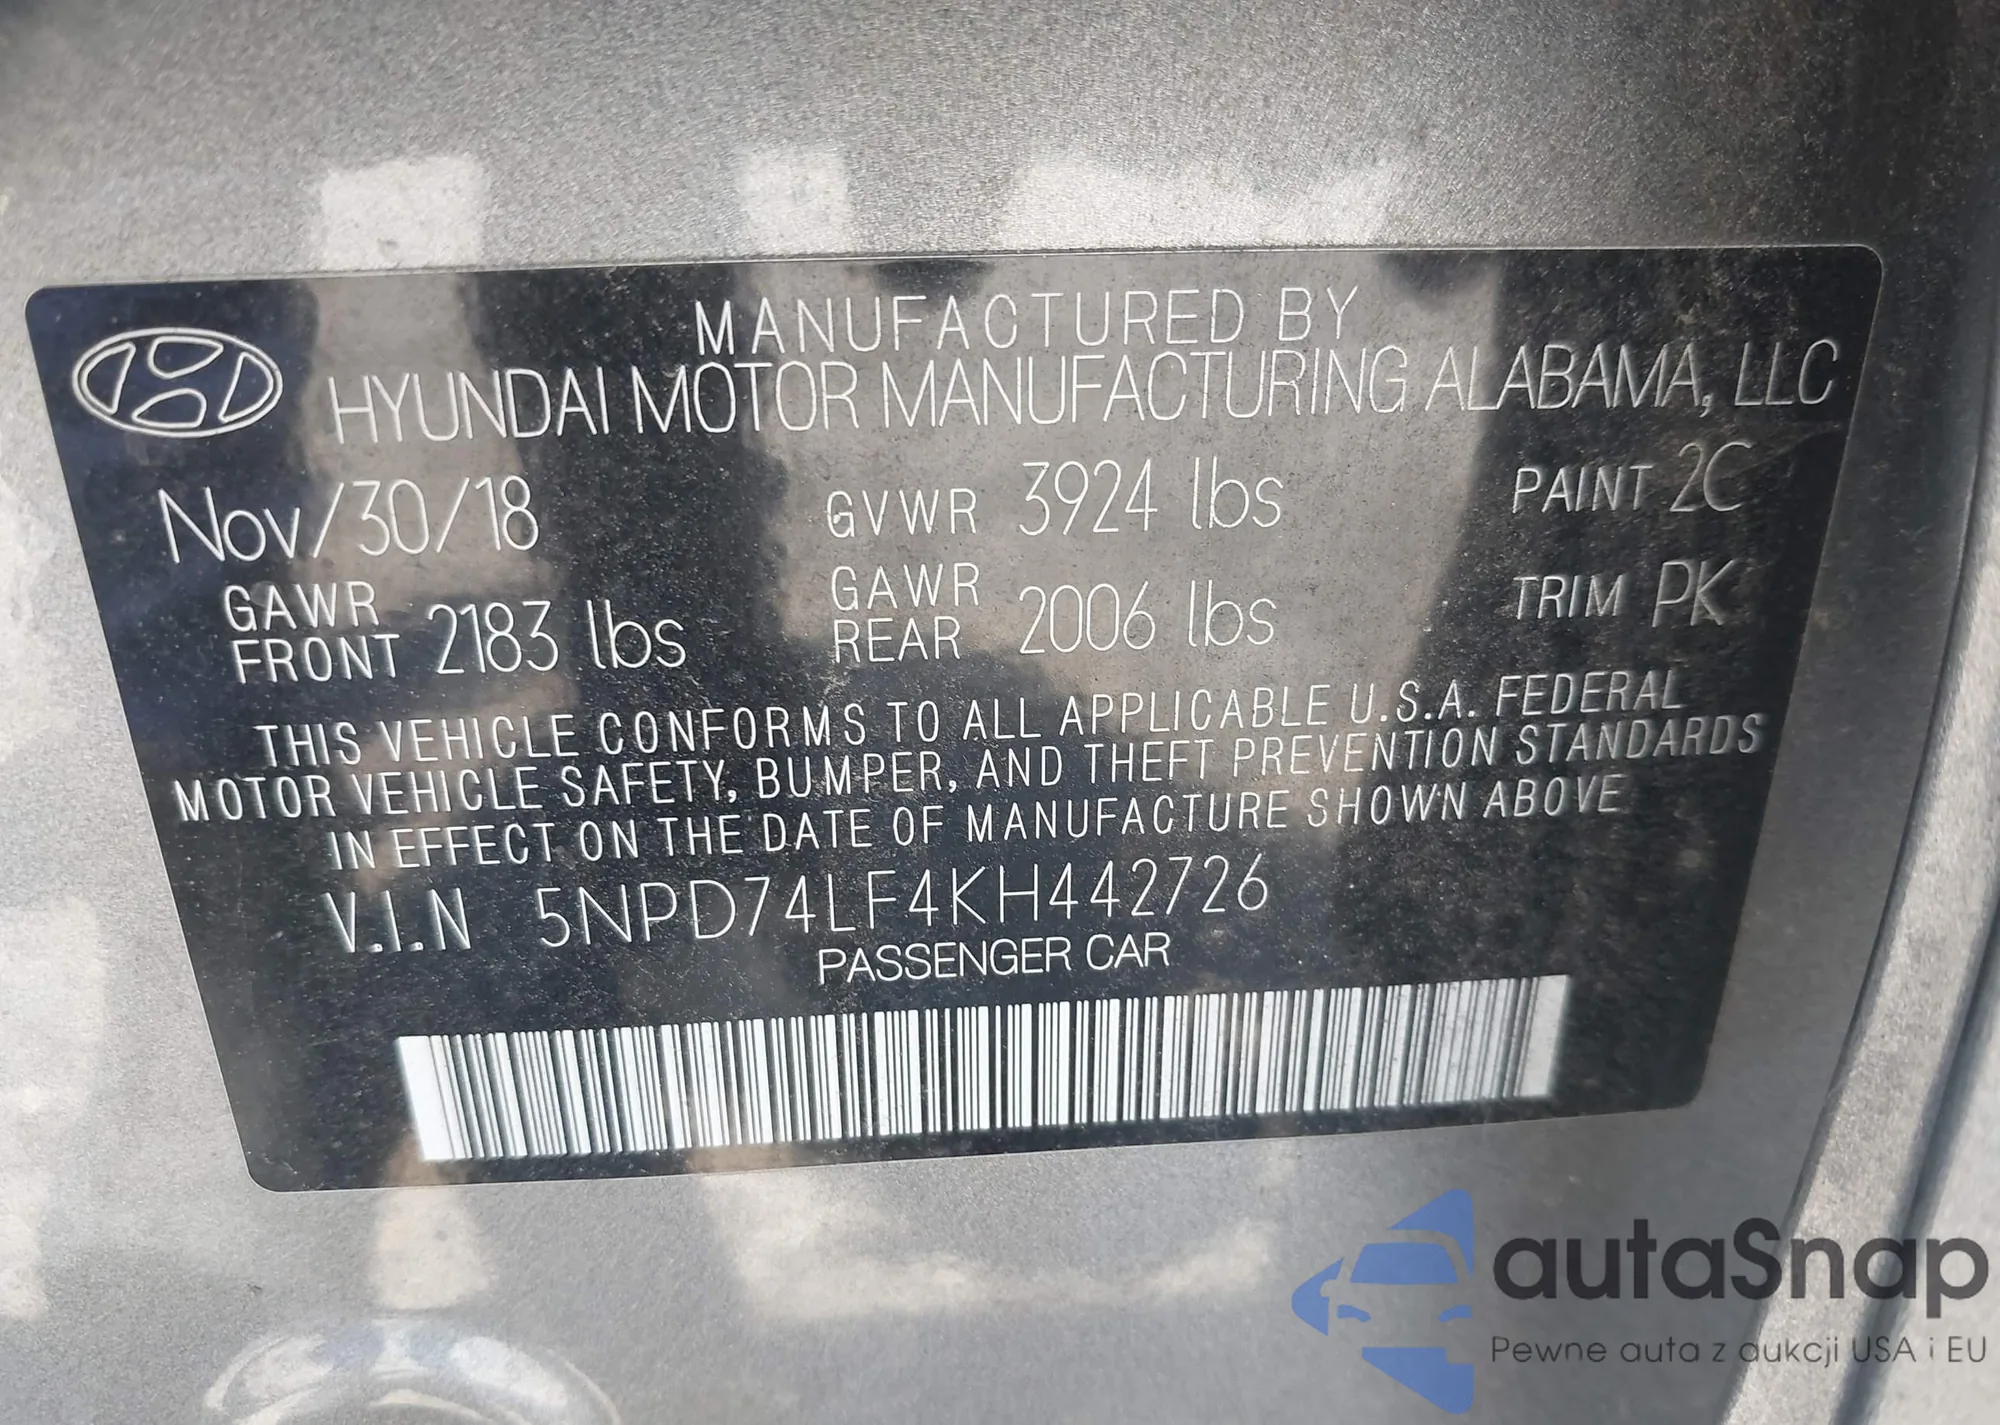 MANUFACTURED BY
HYUNDAI MOTOR MANUFACTURING ALABAMA, LLC
Nov/30/18 GVWR 3924 lbs PAINT 2C
GAWR FRONT 2183 lbs GAWR REAR 2006 lbs TRIM PK
THIS VEHICLE CONFORMS TO ALL APPLICABLE U.S.A. FEDERAL
MOTOR VEHICLE SAFETY, BUMPER, AND THEFT PREVENTION STANDARDS
IN EFFECT ON THE DATE OF MANUFACTURE SHOWN ABOVE
V.I.N 5NPD74LF4KH442726
PASSENGER CAR
autaSnap
Pewne auta z aukcji USA i EU